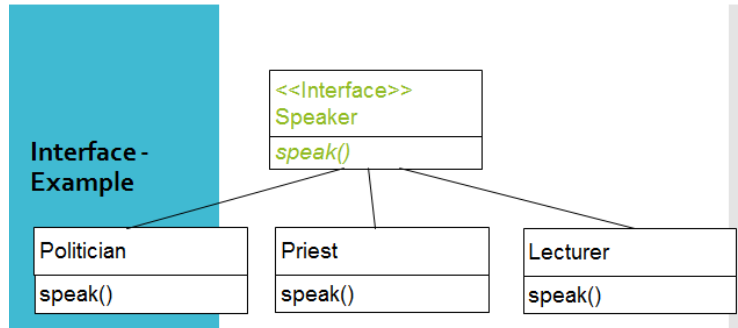 Interface -
Example
<<Interface>>
Speaker
speak()
Politician
speak()
Priest
speak()
Lecturer
speak()